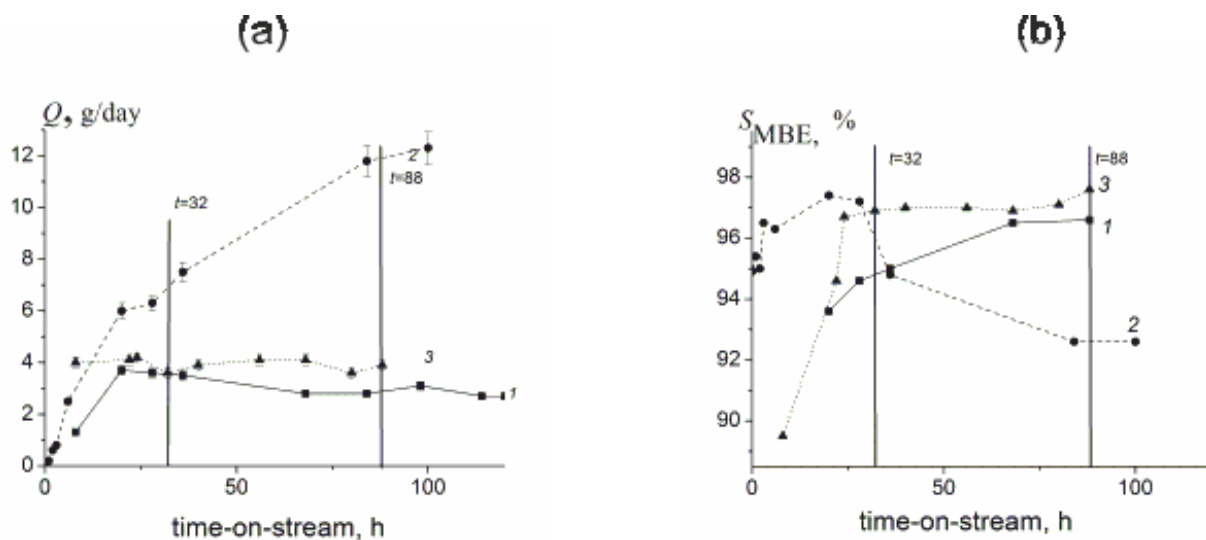 (a)
Q, g/day
12
10
8
6
4
2
0
0
50
100
t=32
2
t=88
3
1
time-on-stream, h
(b)
S MBE, %
98
96
94
92
90
0
50
100
t=32
t=88
3
1
2
time-on-stream, h